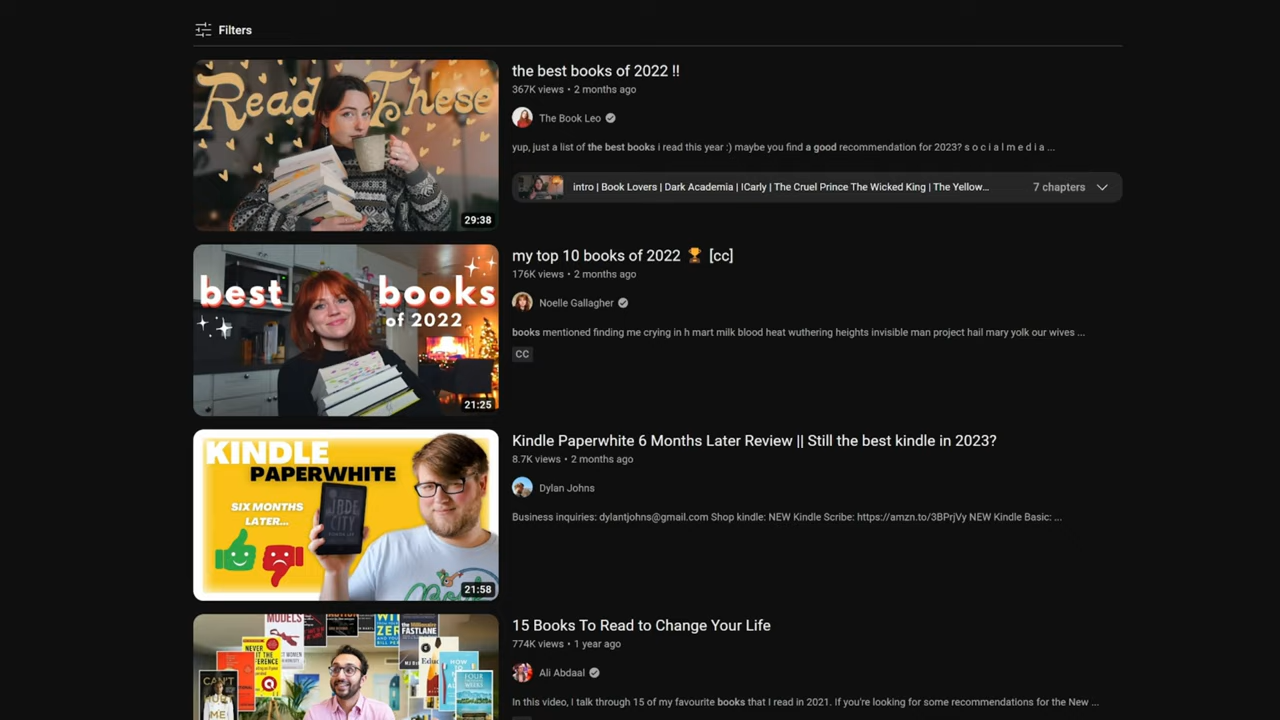 Filters
Read These
29:38
the best books of 2022 !!
367K views • 2 months ago
The Book Leo
yup, just a list of the best books i read this year :) maybe you find a good recommendation for 2023? s o c i a l m e d i a ...
intro | Book Lovers | Dark Academia | ICarly | The Cruel Prince The Wicked King | The Yellow...
7 chapters
best books
of 2022
21:25
my top 10 books of 2022 🏆 [cc]
176K views • 2 months ago
Noelle Gallagher
books mentioned finding me crying in h mart milk blood heat wuthering heights invisible man project hail mary yolk our wives ...
CC
KINDLE
PAPERWHITE
SIX MONTHS
LATER...
JADE
CITY
21:58
Kindle Paperwhite 6 Months Later Review || Still the best kindle in 2023?
8.7K views • 2 months ago
Dylan Johns
Business inquiries: dylantjohns@gmail.com Shop kindle: NEW Kindle Scribe: https://amzn.to/3BPrjVy NEW Kindle Basic: ...
MODELS
NEVER
FASTLANE
CAN'T
HOW TO
FOUR
15 Books To Read to Change Your Life
774K views • 1 year ago
Ali Abdaal
In this video, I talk through 15 of my favourite books that I read in 2021. If you're looking for some recommendations for the New ...